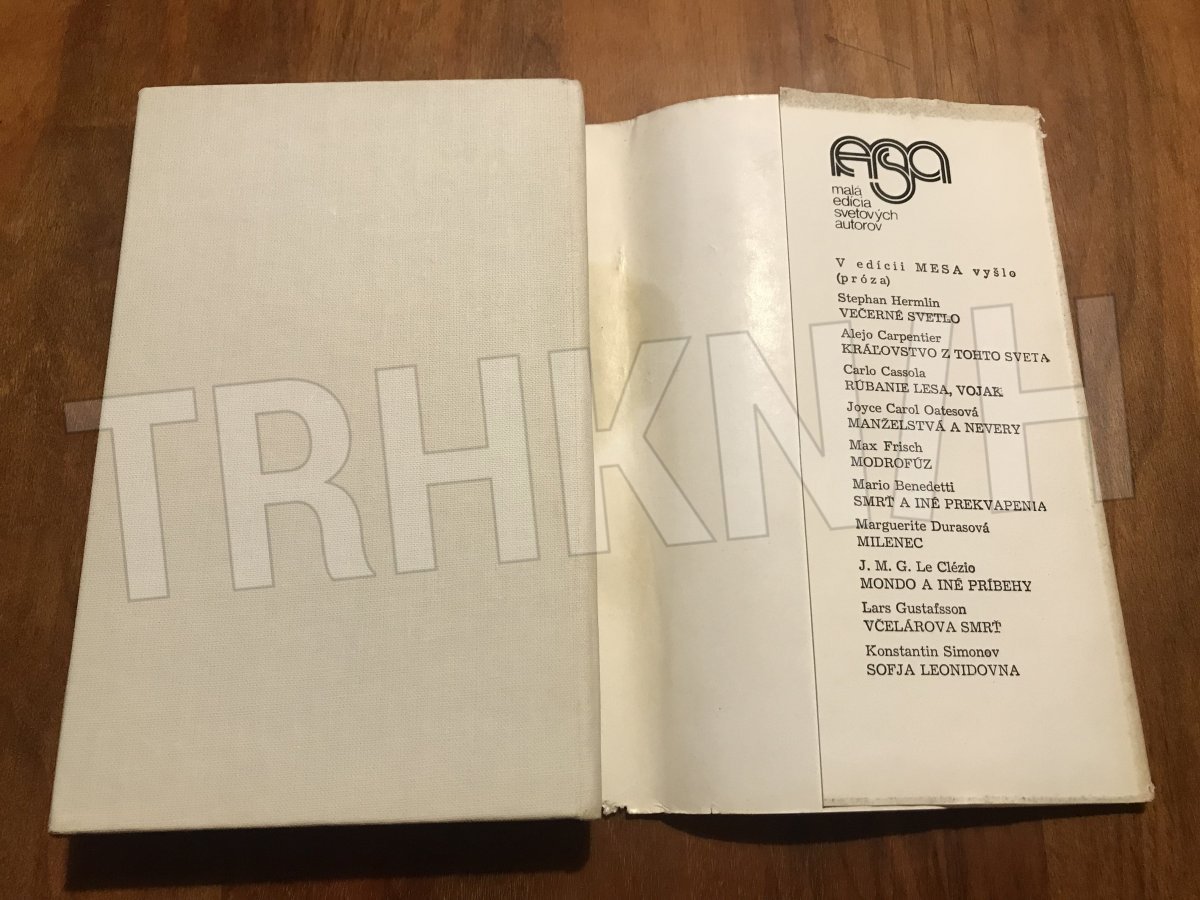 mesa
malá
edícia
svetových
autorov
V edícii MESA vyšlo
(próza)
Stephan Hermlin
VEČERNÉ SVETLO
Alejo Carpentier
KRÁĽOVSTVO Z TOHTO SVETA
Carlo Cassola
RÚBANIE LESA, VOJAK
Joyce Carol Oatesová
MANŽELSTVÁ A NEVERY
Max Frisch
MODROFÚZ
Mario Benedetti
SMRŤ A INÉ PREKVAPENIA
Marguerite Durasová
MILENEC
J. M. G. Le Clézio
MONDO A INÉ PRÍBEHY
Lars Gustafsson
VČELÁROVA SMRŤ
Konstantin Simonov
SOFJA LEONIDOVNA
TRHKNIH